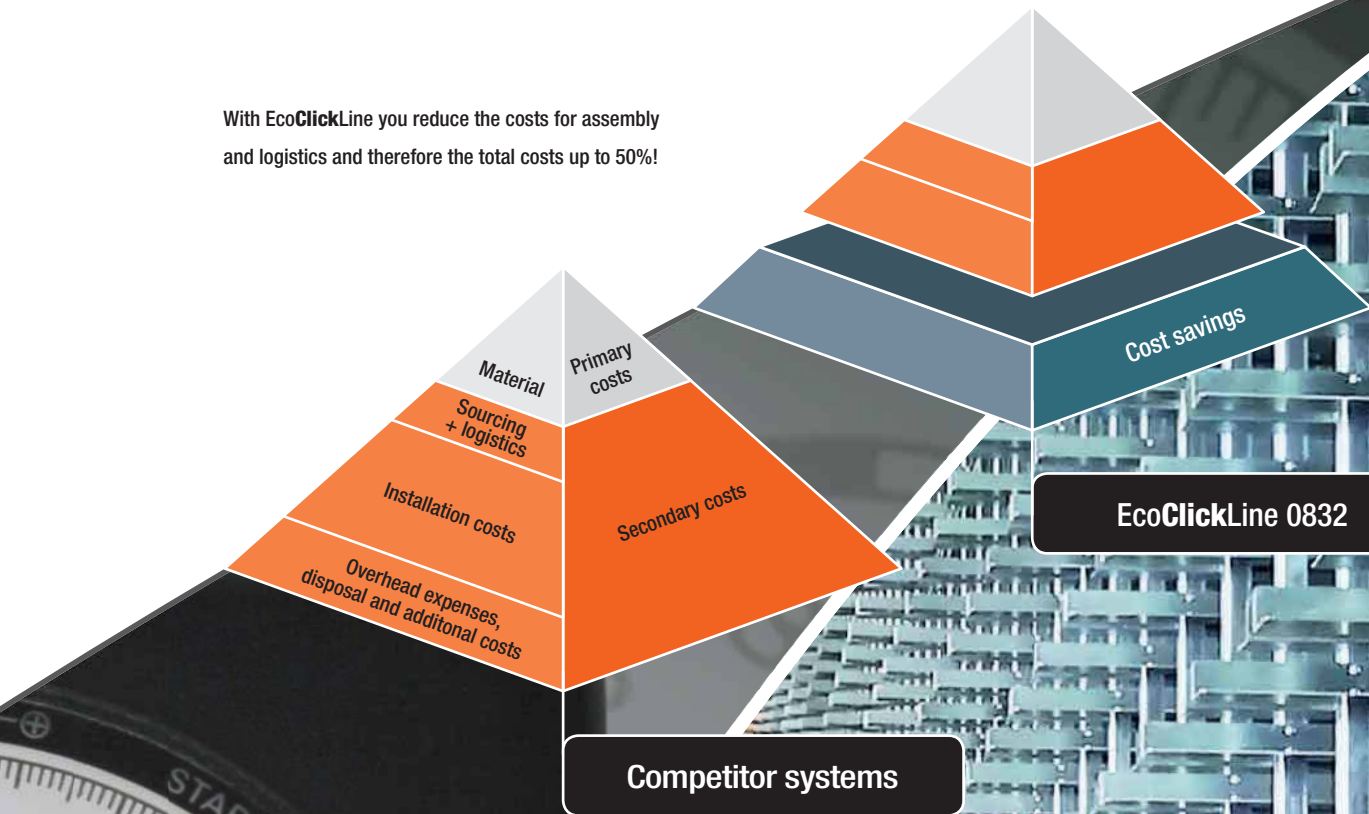 With EcoClickLine you reduce the costs for assembly
and logistics and therefore the total costs up to 50%!
Cost savings
EcoClickLine 0832
Material
Primary
costs
Sourcing
+ logistics
Installation costs
Secondary costs
Overhead expenses,
disposal and additonal costs
Competitor systems